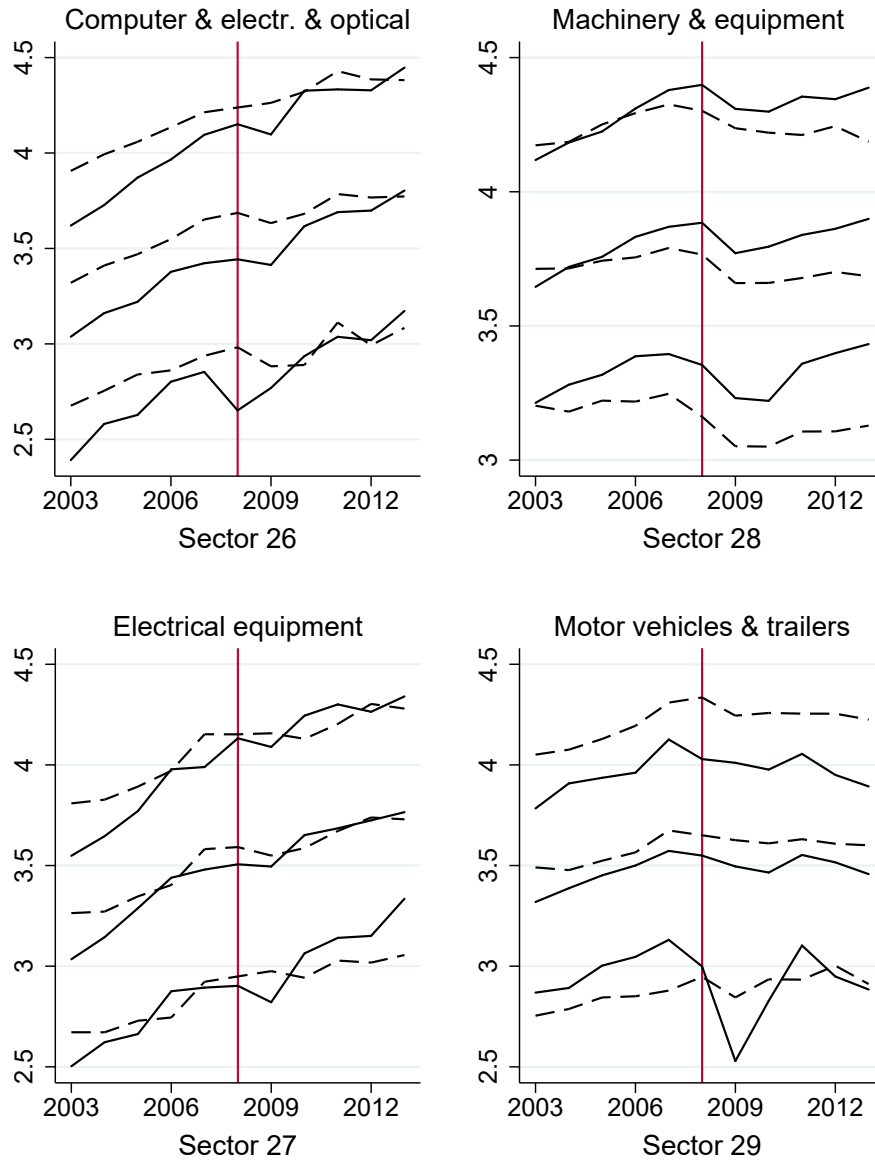 Computer & electr. & optical
4.5
4
3.5
3
2.5
2003 2006 2009 2012
Sector 26
Machinery & equipment
4.5
4
3.5
3
2003 2006 2009 2012
Sector 28
Electrical equipment
4.5
4
3.5
3
2.5
2003 2006 2009 2012
Sector 27
Motor vehicles & trailers
4.5
4
3.5
3
2.5
2003 2006 2009 2012
Sector 29